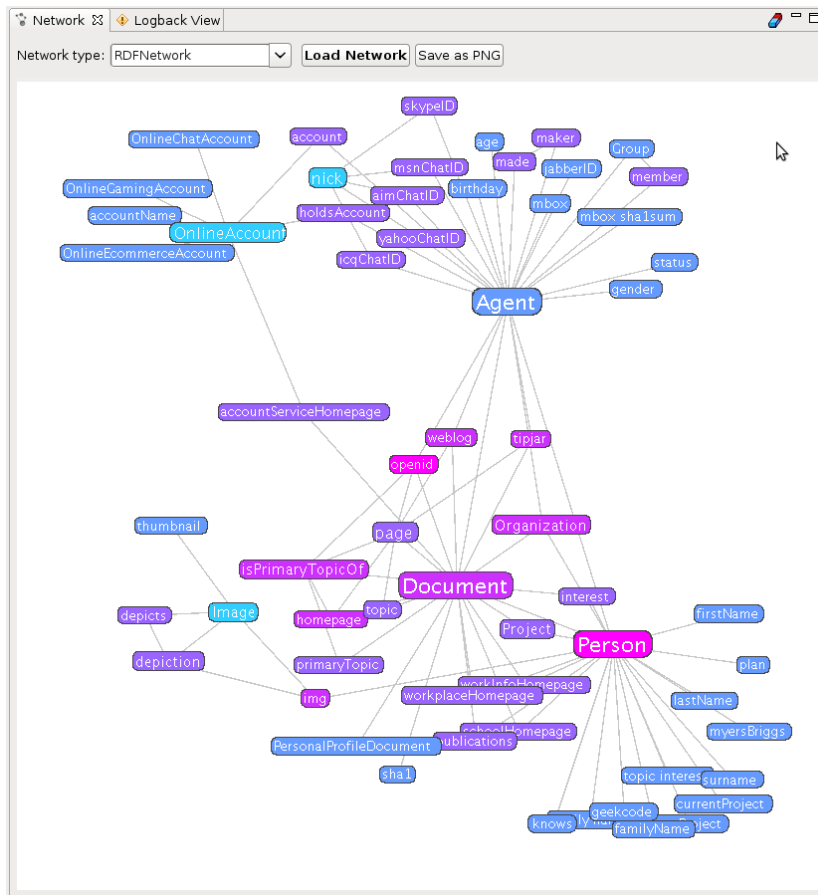 Network
Logback View
Network type: RDFNetwork Load Network Save as PNG
skypeID
OnlineChatAccount
account
age
maker
Group
made
msnChatID
jabberID
nick
member
OnlineGamingAccount
birthday
aimChatID
mbox
accountName
holdsAccount
mbox sha1sum
OnlineAccount
yahooChatID
OnlineEcommerceAccount
icqChatID
status
gender
Agent
accountServiceHomepage
weblog
tipjar
openid
thumbnail
page
Organization
isPrimaryTopicOf
Document
interest
depicts
Image
topic
homepage
firstName
Project
Person
depiction
primaryTopic
plan
workInfoHomepage
workplaceHomepage
img
lastName
schoolHomepage
myersBriggs
publications
PersonalProfileDocument
sha1
topic interest
surname
currentProject
geekcode
knows
familyName